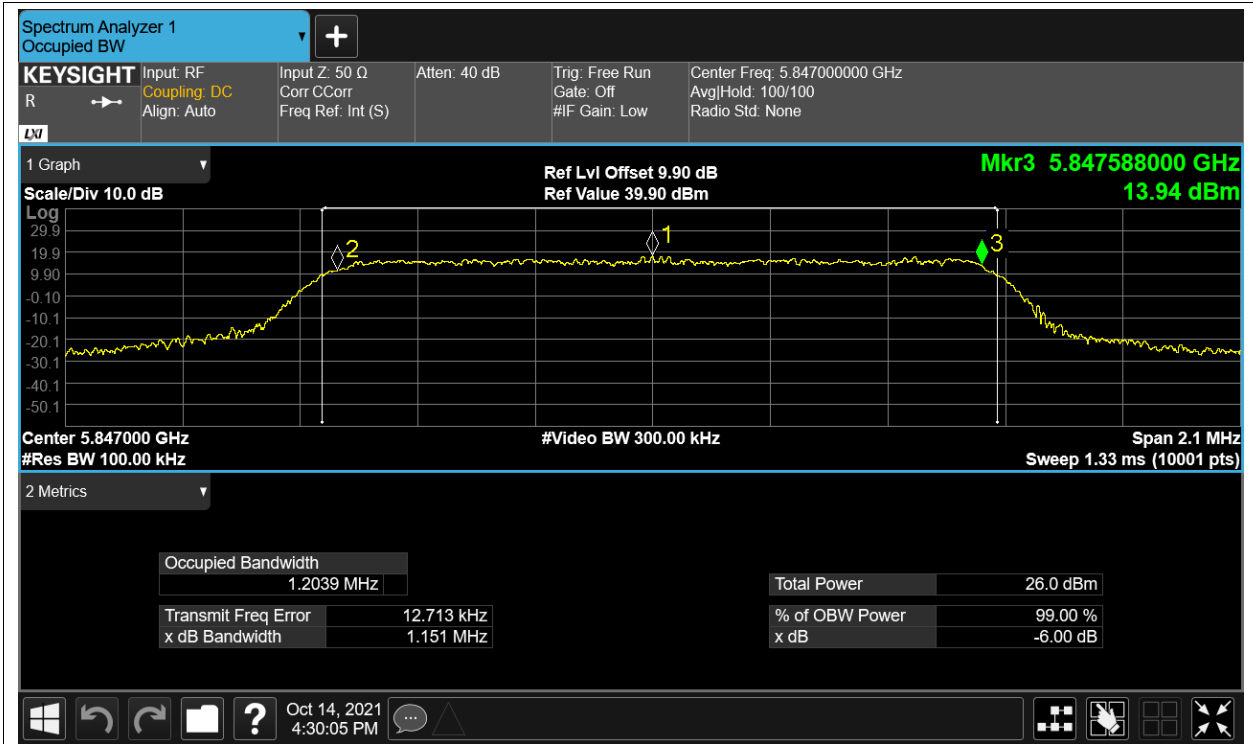 Spectrum Analyzer 1
Occupied BW
KEYSIGHT
R
LXI
Input: RF
Coupling: DC
Align: Auto
Input Z: 50 Ω
Corr CCorr
Freq Ref: Int (S)
Atten: 40 dB
Trig: Free Run
Gate: Off
#IF Gain: Low
Center Freq: 5.847000000 GHz
Avg|Hold: 100/100
Radio Std: None
1 Graph
Scale/Div 10.0 dB
Ref Lvl Offset 9.90 dB
Ref Value 39.90 dBm
Mkr3 5.847588000 GHz
13.94 dBm
Log
29.9
19.9
9.90
-0.10
-10.1
-20.1
-30.1
-40.1
-50.1
2
1
3
Center 5.847000 GHz
#Video BW 300.00 kHz
Span 2.1 MHz
#Res BW 100.00 kHz
Sweep 1.33 ms (10001 pts)
2 Metrics
Occupied Bandwidth
1.2039 MHz
Transmit Freq Error 12.713 kHz
x dB Bandwidth 1.151 MHz
Total Power 26.0 dBm
% of OBW Power 99.00 %
x dB -6.00 dB
?
Oct 14, 2021
4:30:05 PM